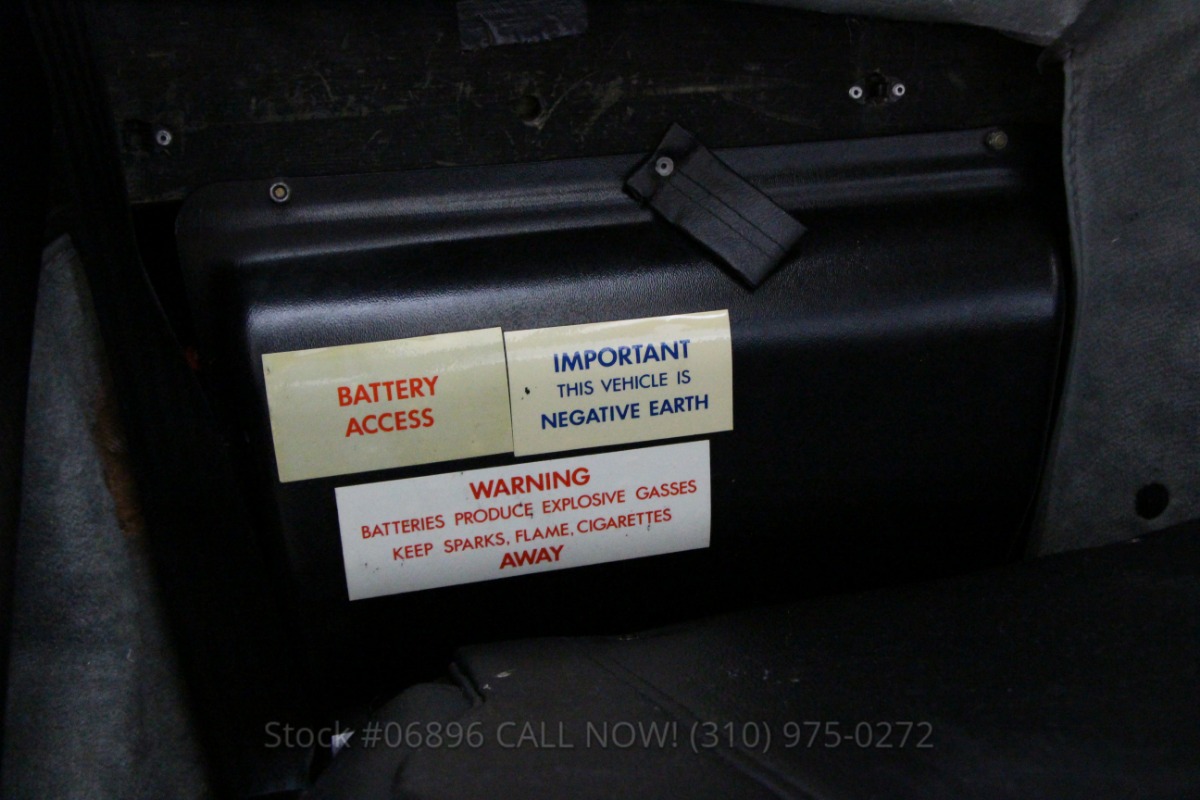 BATTERY
ACCESS
IMPORTANT
THIS VEHICLE IS
NEGATIVE EARTH
WARNING
BATTERIES PRODUCE EXPLOSIVE GASSES
KEEP SPARKS, FLAME, CIGARETTES
AWAY
Stock #06896 CALL NOW! (310) 975-0272